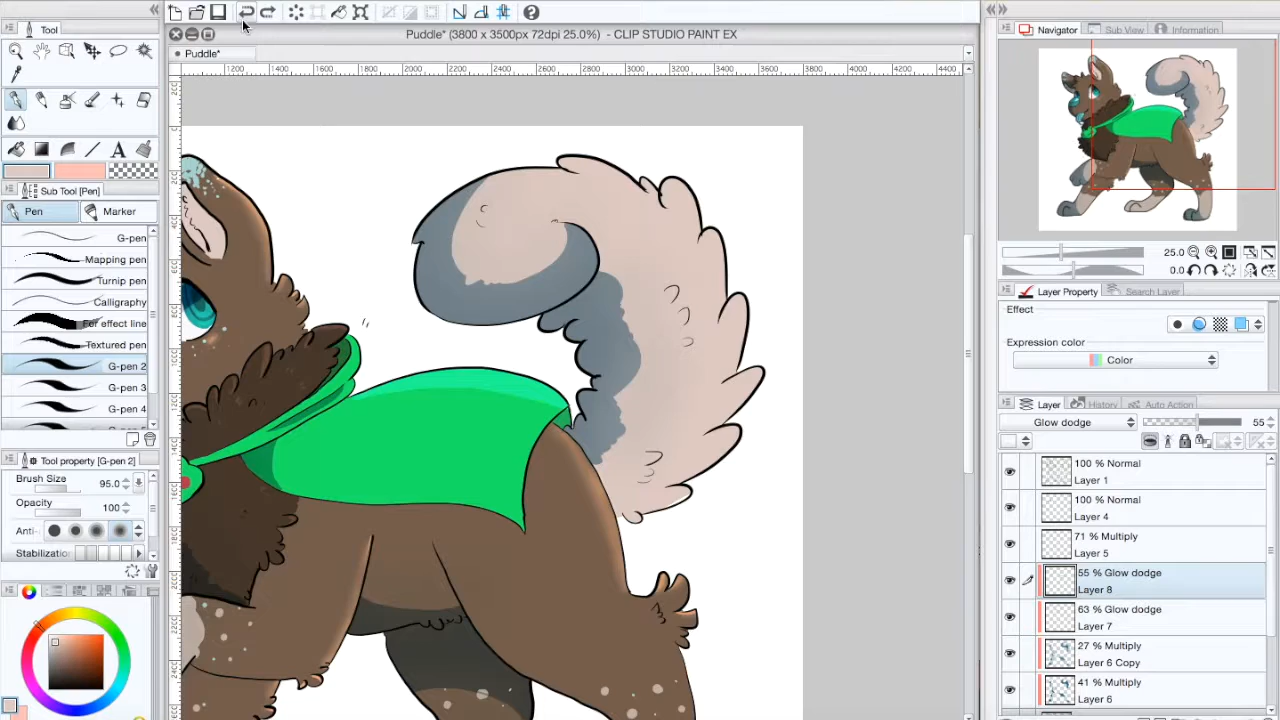 Tool
Sub Tool [Pen]
Pen
Marker
G-pen
Mapping pen
Turnip pen
Calligraphy
For effect line
Textured pen
G-pen 2
G-pen 3
G-pen 4
Tool property [G-pen 2]
Brush Size 95.0
Opacity 100
Anti-
Stabilizatio
Puddle* (3800 x 3500px 72dpi 25.0%) - CLIP STUDIO PAINT EX
Puddle*
1200 1400 1600 1800 2000 2200 2400 2600 2800 3000 3200 3400 3600 3800 4000 4200 4400
Navigator Sub View Information
25.0
0.0
Layer Property Search Layer
Effect
Expression color
Color
Layer History Auto Action
Glow dodge 55
100 % Normal
Layer 1
100 % Normal
Layer 4
71 % Multiply
Layer 5
55 % Glow dodge
Layer 8
63 % Glow dodge
Layer 7
27 % Multiply
Layer 6 Copy
41 % Multiply
Layer 6